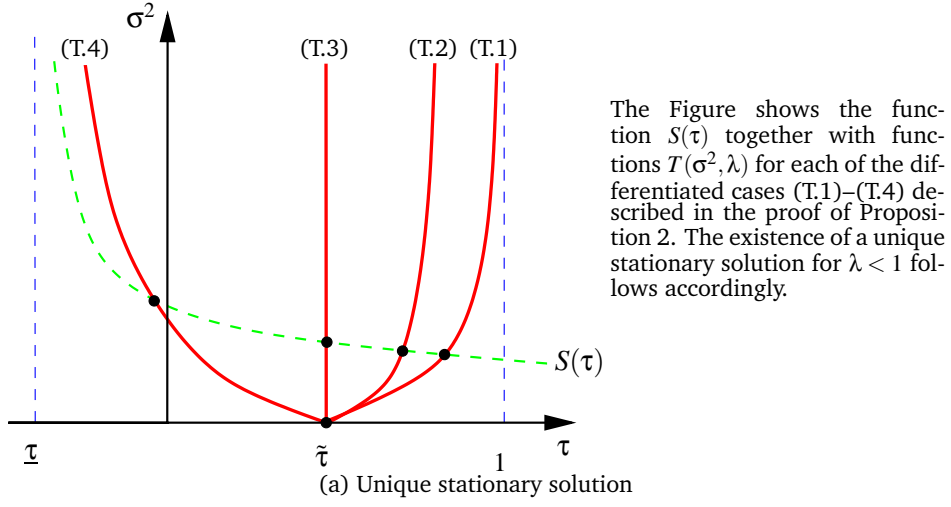 σ²
(T.4)
(T.3)
(T.2)
(T.1)
The Figure shows the func-
tion S(τ) together with func-
tions T(σ²,λ) for each of the dif-
ferentiated cases (T.1)–(T.4) de-
scribed in the proof of Proposi-
tion 2. The existence of a unique
stationary solution for λ < 1 fol-
lows accordingly.
S(τ)
τ
τ̃
1
τ
(a) Unique stationary solution